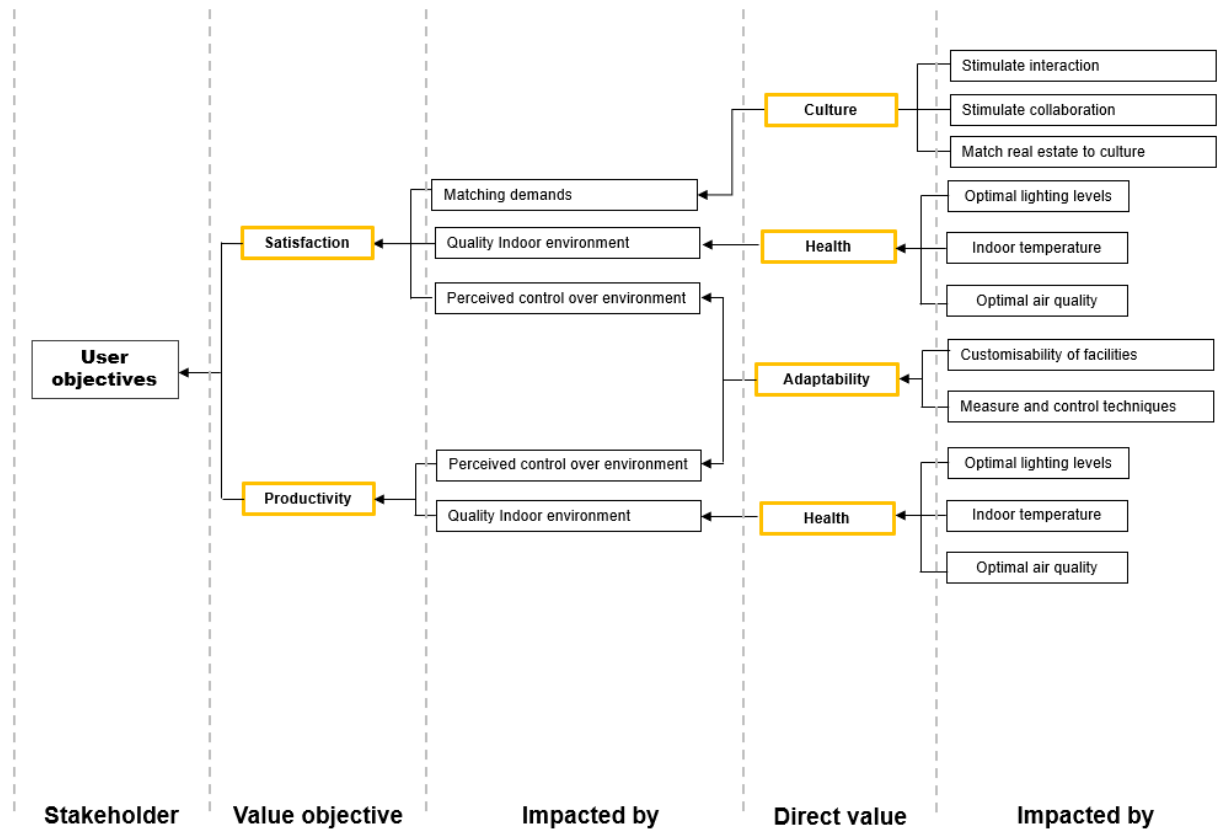 Stimulate interaction
Culture
Stimulate collaboration
Match real estate to culture
Matching demands
Optimal lighting levels
Satisfaction
Quality Indoor environment
Health
Indoor temperature
Perceived control over environment
Optimal air quality
User
objectives
Customisability of facilities
Adaptability
Measure and control techniques
Perceived control over environment
Optimal lighting levels
Productivity
Quality Indoor environment
Health
Indoor temperature
Optimal air quality
Stakeholder
Value objective
Impacted by
Direct value
Impacted by